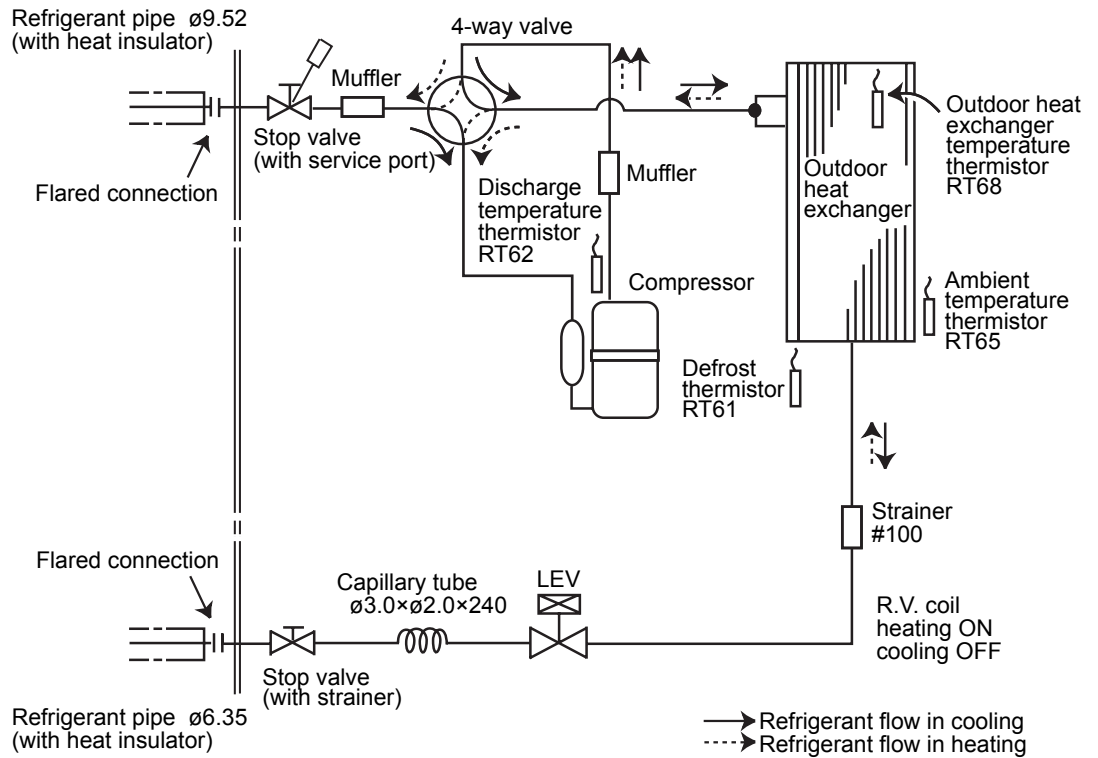 Refrigerant pipe ø9.52
(with heat insulator)
4-way valve
Muffler
Stop valve
(with service port)
Flared connection
Discharge
temperature
thermistor
RT62
Muffler
Compressor
Outdoor
heat
exchanger
Outdoor heat
exchanger
temperature
thermistor
RT68
Ambient
temperature
thermistor
RT65
Defrost
thermistor
RT61
Strainer
#100
Flared connection
Capillary tube
ø3.0×ø2.0×240
LEV
R.V. coil
heating ON
cooling OFF
Stop valve
(with strainer)
Refrigerant pipe ø6.35
(with heat insulator)
Refrigerant flow in cooling
Refrigerant flow in heating